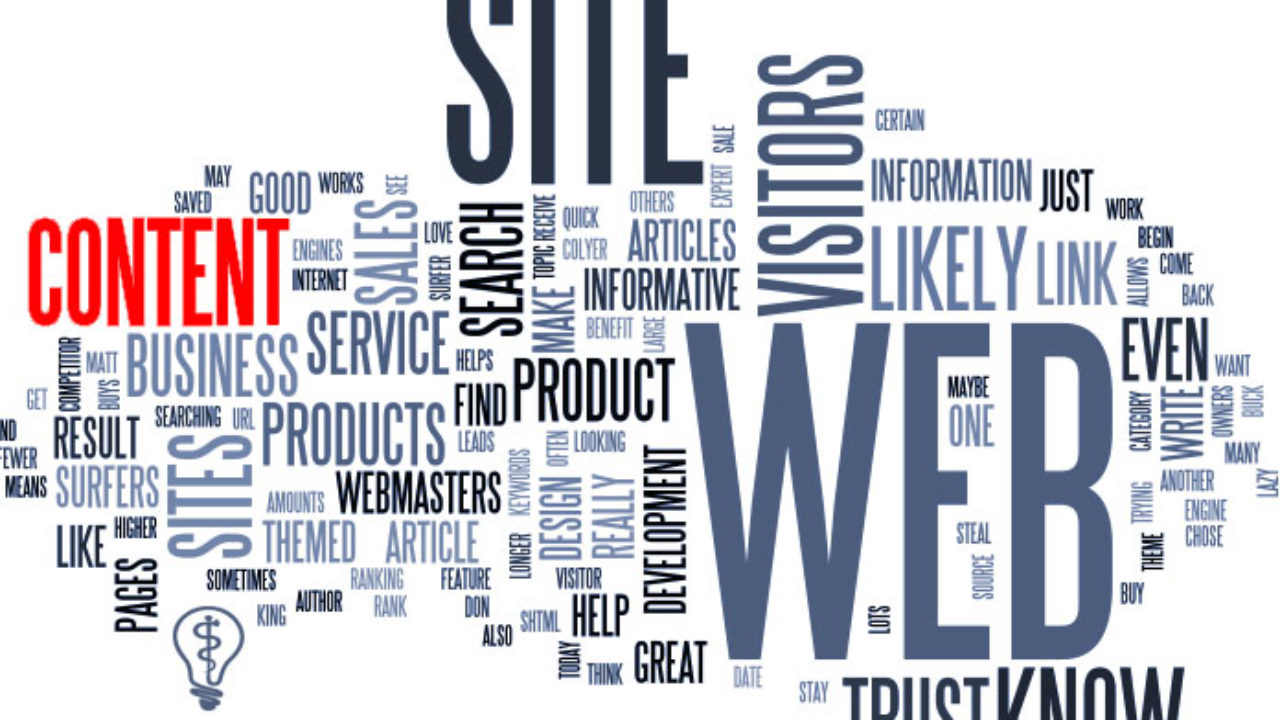 SITE
VISITORS
CERTAIN
SALE
EXPERT
MAY
SAVED
GOOD
WORKS
SEE
INFORMATION
JUST
WORK
OTHERS
QUICK
RECEIVE
TOPIC
COLYER
ARTICLES
LOVE
SEARCH
SALES
CONTENT
ENGINES
INTERNET
SURFER
INFORMATIVE
LIKELY
LINK
BEGIN
COME
ALLOWS
BACK
MAKE
BENEFIT
LARGE
SERVICE
BUSINESS
COMPETITOR
MATT
BUYS
GET
HELPS
FIND
PRODUCT
WEB
EVEN
WANT
MAYBE
ONE
CATEGORY
WRITE
OWNERS
BUCK
MANY
SEARCHING
URL
PRODUCTS
LEADS
OFTEN
LOOKING
ND
FEWER
RESULT
MEANS
SURFERS
SITES
AMOUNTS
WEBMASTERS
KEYWORDS
DESIGN
REALLY
DEVELOPMENT
ANOTHER
LAZY
TRYING
ENGINE
CHOSE
THEME
STEAL
SOURCE
BUY
LOTS
LIKE
HIGHER
THEMED
ARTICLE
LONGER
PAGES
SOMETIMES
RANKING
FEATURE
VISITOR
KING
AUTHOR
RANK
DON
ALSO
SHTML
HELP
TODAY
THINK
GREAT
DATE
STAY
TRUST
KNOW